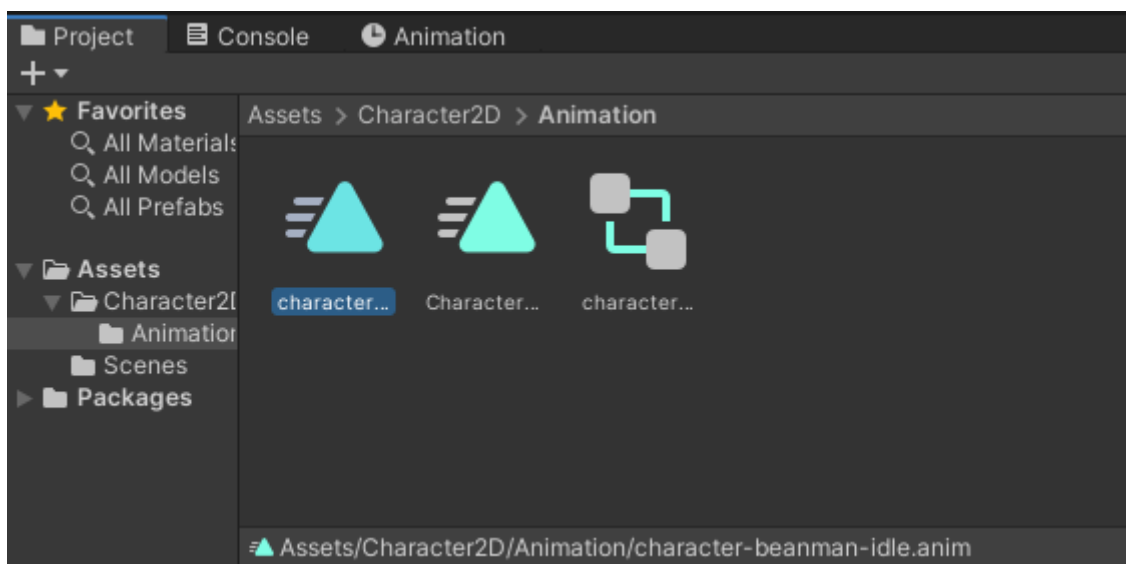 Project Console Animation
Favorites
All Materials
All Models
All Prefabs
Assets
Character2D
Animation
Scenes
Packages
Assets > Character2D > Animation
character... Character... character...
Assets/Character2D/Animation/character-beanman-idle.anim